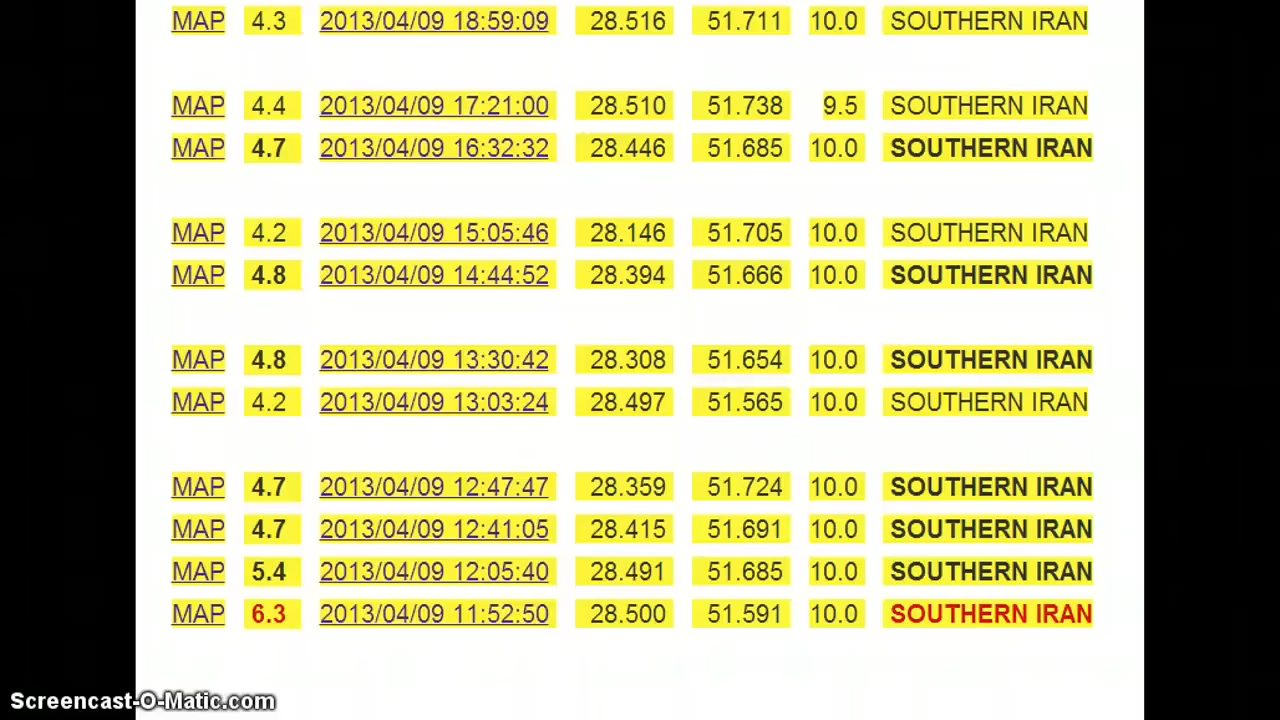 MAP 4.3 2013/04/09 18:59:09 28.516 51.711 10.0 SOUTHERN IRAN
MAP 4.4 2013/04/09 17:21:00 28.510 51.738 9.5 SOUTHERN IRAN
MAP 4.7 2013/04/09 16:32:32 28.446 51.685 10.0 SOUTHERN IRAN
MAP 4.2 2013/04/09 15:05:46 28.146 51.705 10.0 SOUTHERN IRAN
MAP 4.8 2013/04/09 14:44:52 28.394 51.666 10.0 SOUTHERN IRAN
MAP 4.8 2013/04/09 13:30:42 28.308 51.654 10.0 SOUTHERN IRAN
MAP 4.2 2013/04/09 13:03:24 28.497 51.565 10.0 SOUTHERN IRAN
MAP 4.7 2013/04/09 12:47:47 28.359 51.724 10.0 SOUTHERN IRAN
MAP 4.7 2013/04/09 12:41:05 28.415 51.691 10.0 SOUTHERN IRAN
MAP 5.4 2013/04/09 12:05:40 28.491 51.685 10.0 SOUTHERN IRAN
MAP 6.3 2013/04/09 11:52:50 28.500 51.591 10.0 SOUTHERN IRAN
Screencast-O-Matic.com